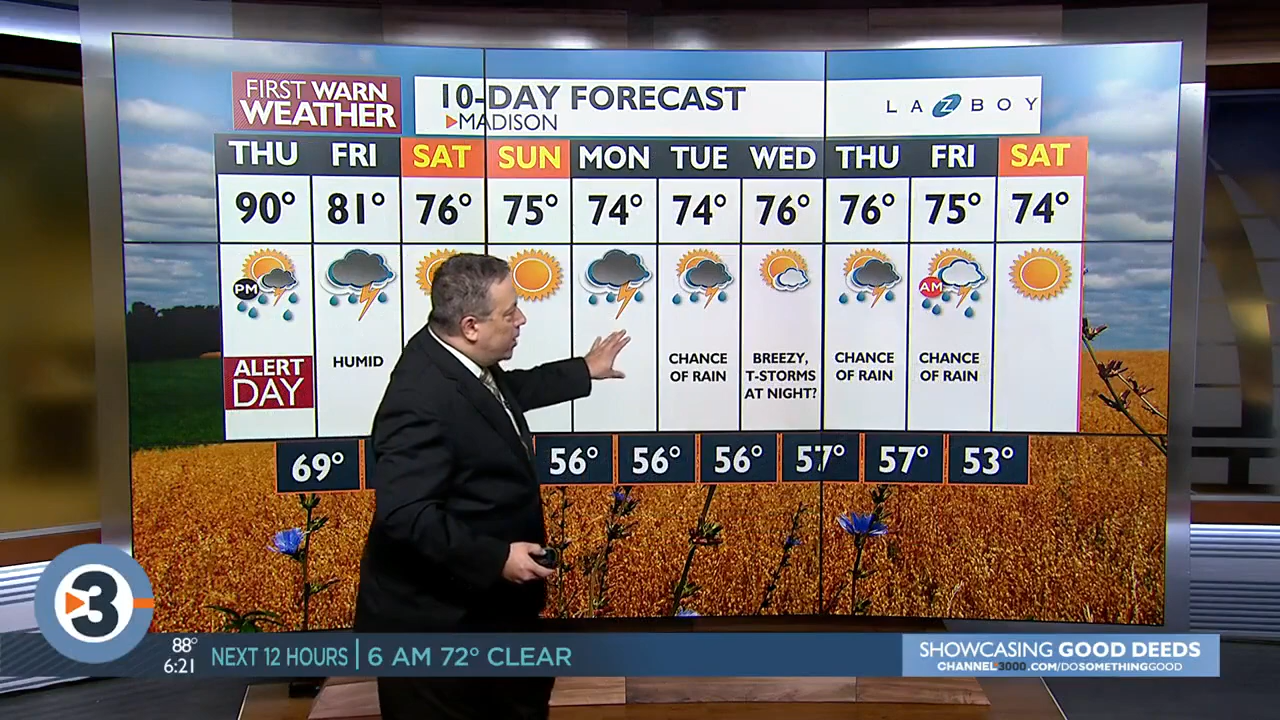 FIRST WARN
WEATHER
10-DAY FORECAST
MADISON
LA Z BOY
THU FRI SAT SUN MON TUE WED THU FRI SAT
90° 81° 76° 75° 74° 74° 76° 76° 75° 74°
PM
AM
ALERT
DAY
HUMID
CHANCE
OF RAIN
BREEZY,
T-STORMS
AT NIGHT?
CHANCE
OF RAIN
CHANCE
OF RAIN
69° 56° 56° 56° 57° 57° 53°
3
88°
6:21
NEXT 12 HOURS | 6 AM 72° CLEAR
SHOWCASING GOOD DEEDS
CHANNEL3000.COM/DOSOMETHINGGOOD